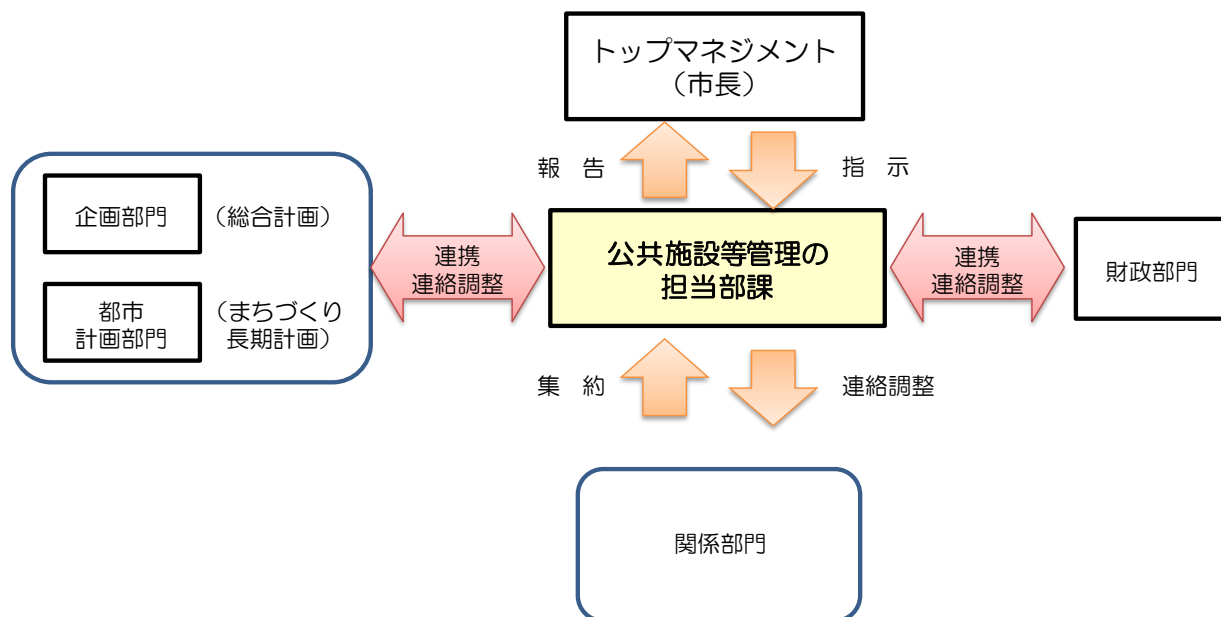 トップマネジメント
（市長）
報　告
指　示
企画部門
（総合計画）
都市
計画部門
（まちづくり
長期計画）
連携
連絡調整
公共施設等管理の
担当部課
連携
連絡調整
財政部門
集　約
連絡調整
関係部門